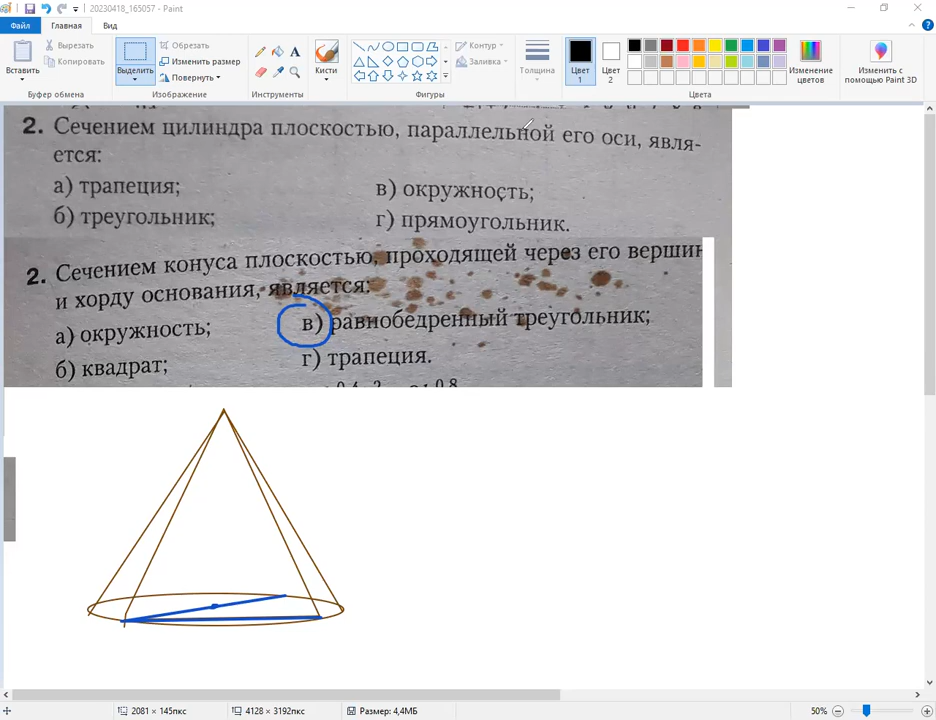 20230418_165057 - Paint
Файл Главная Вид
Вставить Выделить Вырезать Копировать Обрезать Изменить размер Повернуть Кисти Контур Заливка Толщина Цвет 1 Цвет 2 Изменение цветов Изменить с помощью Paint 3D
Буфер обмена Изображение Инструменты Фигуры Цвета
2. Сечением цилиндра плоскостью, параллельной его оси, явля-
ется:
а) трапеция; в) окружность;
б) треугольник; г) прямоугольник.
2. Сечением конуса плоскостью, проходящей через его вершин
и хорду основания, является:
а) окружность; в) равнобедренный треугольник;
б) квадрат; г) трапеция.
2081 × 145пкс 4128 × 3192пкс Размер: 4,4МБ 50%